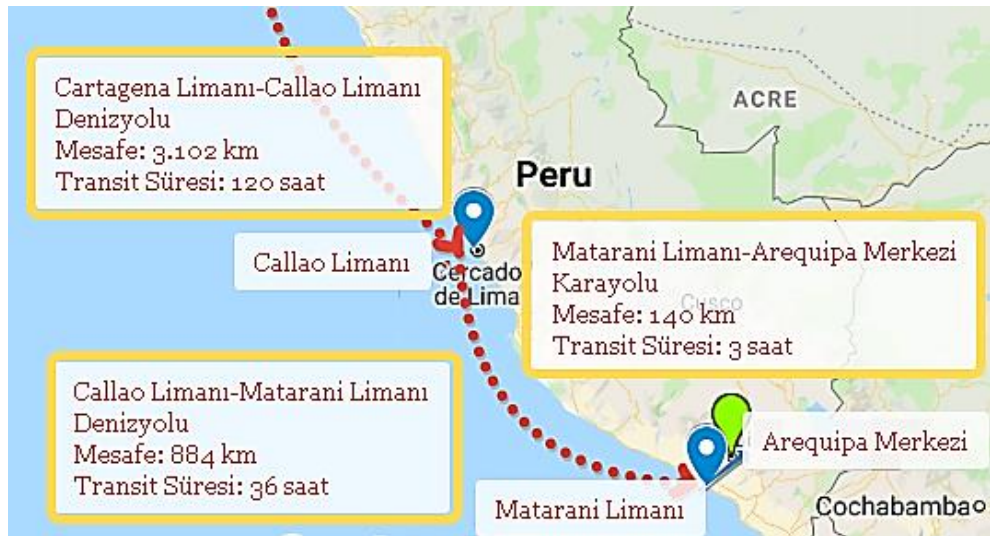 Cartagena Limanı-Callao Limanı
Denizyolu
Mesafe: 3.102 km
Transit Süresi: 120 saat
ACRE
Peru
Callao Limanı
Cercado
de Lima
Matarani Limanı-Arequipa Merkezi
Karayolu
Cusco
Mesafe: 140 km
Transit Süresi: 3 saat
Callao Limanı-Matarani Limanı
Denizyolu
Mesafe: 884 km
Transit Süresi: 36 saat
Arequipa Merkezi
Matarani Limanı
Cochabamba